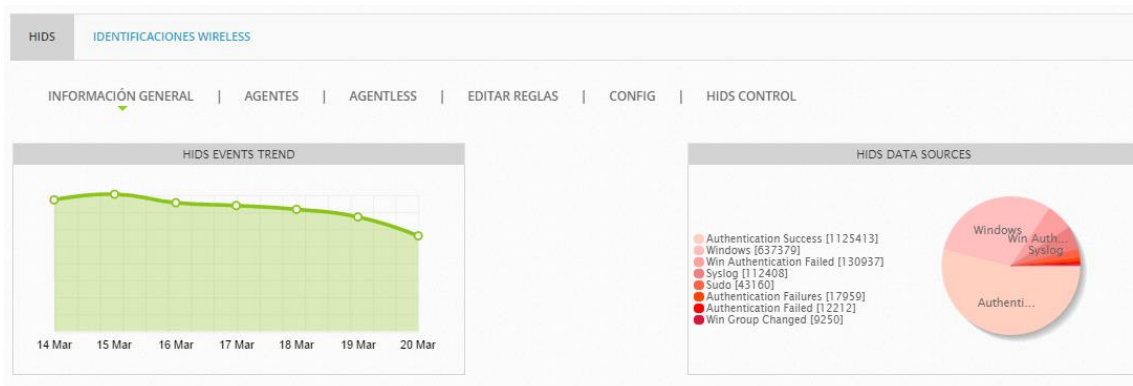 HIDS IDENTIFICACIONES WIRELESS
INFORMACIÓN GENERAL | AGENTES | AGENTLESS | EDITAR REGLAS | CONFIG | HIDS CONTROL
HIDS EVENTS TREND
14 Mar 15 Mar 16 Mar 17 Mar 18 Mar 19 Mar 20 Mar
HIDS DATA SOURCES
Authentication Success [1125413]
Windows [637379]
Win Authentication Failed [130937]
Syslog [112408]
Sudo [43160]
Authentication Failures [17959]
Authentication Failed [12212]
Win Group Changed [9250]
Windows
Win Auth...
Syslog
Authenti...